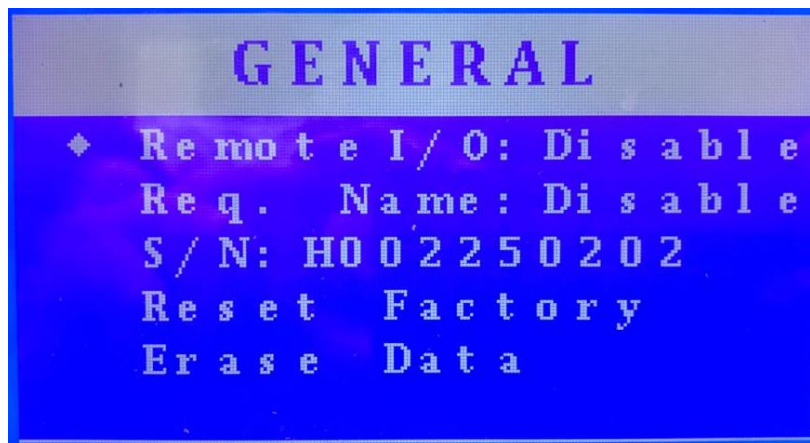 GENERAL
Remote I/O: Disable
Req. Name: Disable
S/N: H002250202
Reset Factory
Erase Data